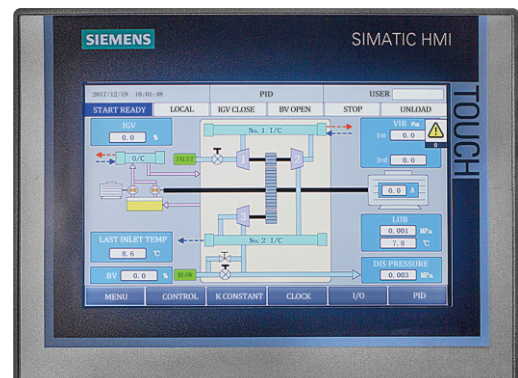 SIEMENS SIMATIC HMI
TOUCH
2017/12/19 10:01:48 PID USER
START READY LOCAL IGV CLOSE BV OPEN STOP UNLOAD
IGV
0.0 %
No.1 I/C
VIB Pm
1st 0.0
0
3rd 0.0
O/C
INLET
1
2
0.0 A
3
LUB
0.001 MPa
7.8 ℃
LAST INLET TEMP
8.6 ℃
No.2 I/C
DIS PRESSURE
0.003 MPa
BV 0.0 %
BLOW
MENU CONTROL K CONSTANT CLOCK I/O PID